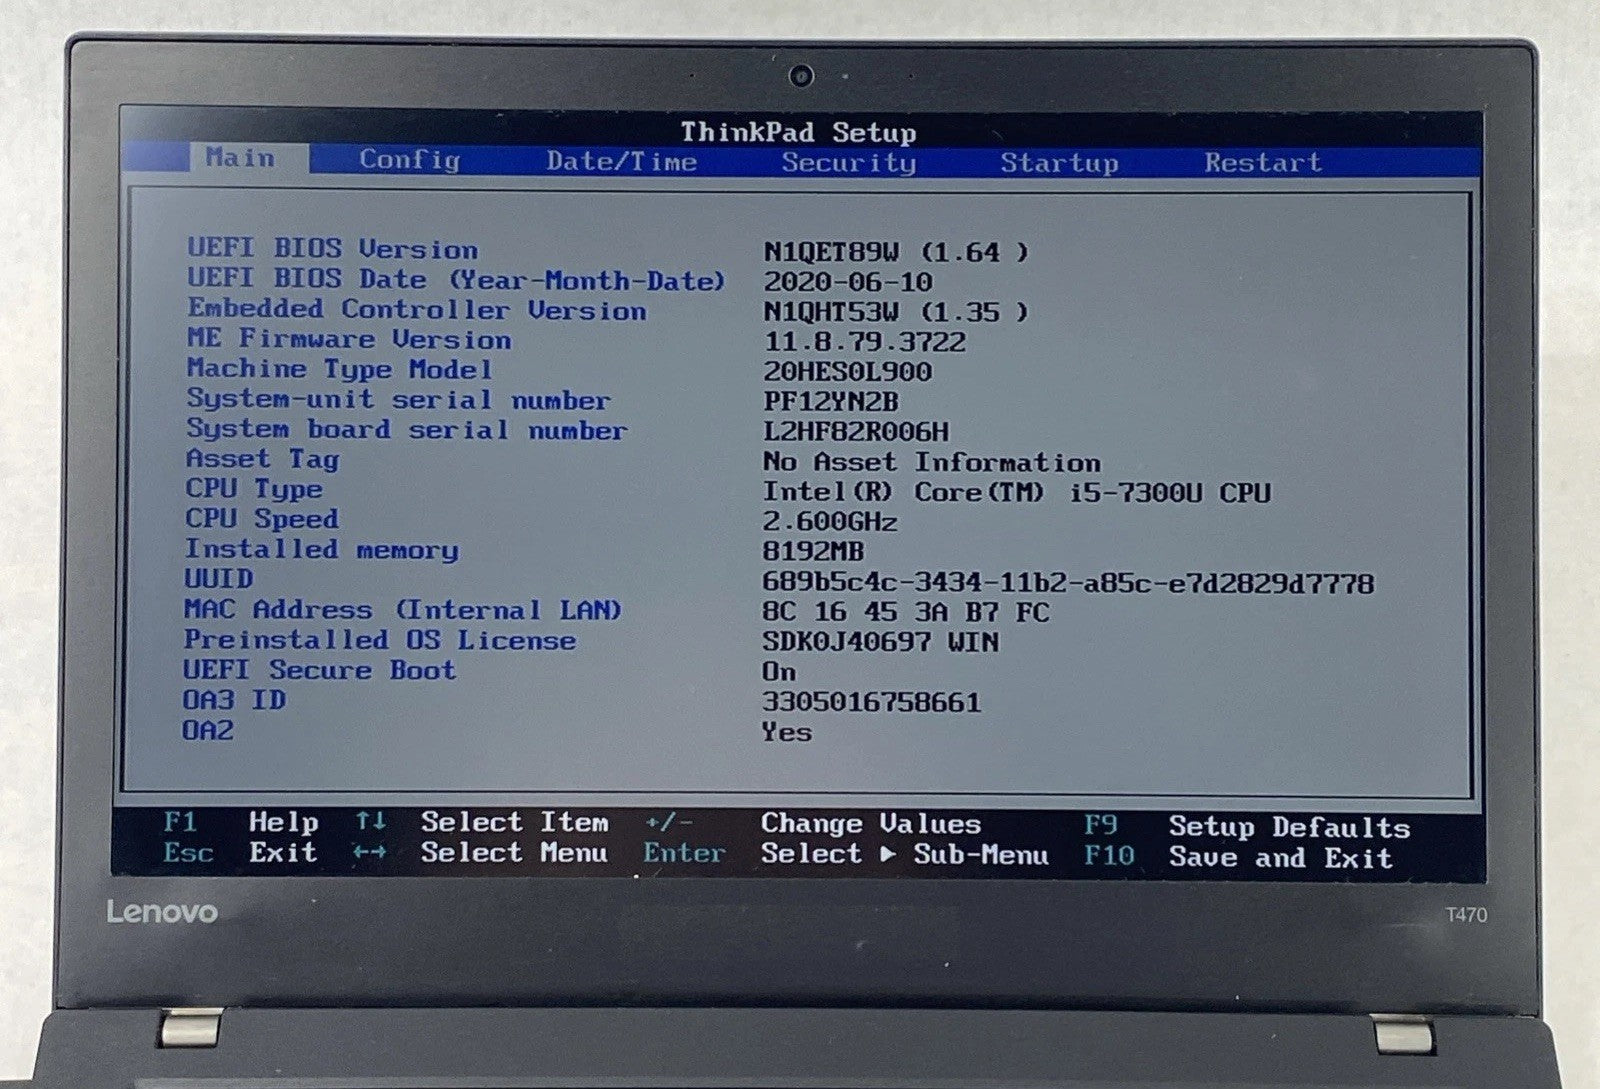 ThinkPad Setup
Main Config Date/Time Security Startup Restart
UEFI BIOS Version N1QET89W (1.64 )
UEFI BIOS Date (Year-Month-Date) 2020-06-10
Embedded Controller Version N1QHT53W (1.35 )
ME Firmware Version 11.8.79.3722
Machine Type Model 20HES0L900
System-unit serial number PF12YN2B
System board serial number L2HF82R006H
Asset Tag No Asset Information
CPU Type Intel(R) Core(TM) i5-7300U CPU
CPU Speed 2.600GHz
Installed memory 8192MB
UUID 689b5c4c-3434-11b2-a85c-e7d2829d7778
MAC Address (Internal LAN) 8C 16 45 3A B7 FC
Preinstalled OS License SDK0J40697 WIN
UEFI Secure Boot On
OA3 ID 3305016758661
OA2 Yes
F1 Help ↑↓ Select Item +/- Change Values F9 Setup Defaults
Esc Exit ←→ Select Menu Enter Select ▶ Sub-Menu F10 Save and Exit
Lenovo T470